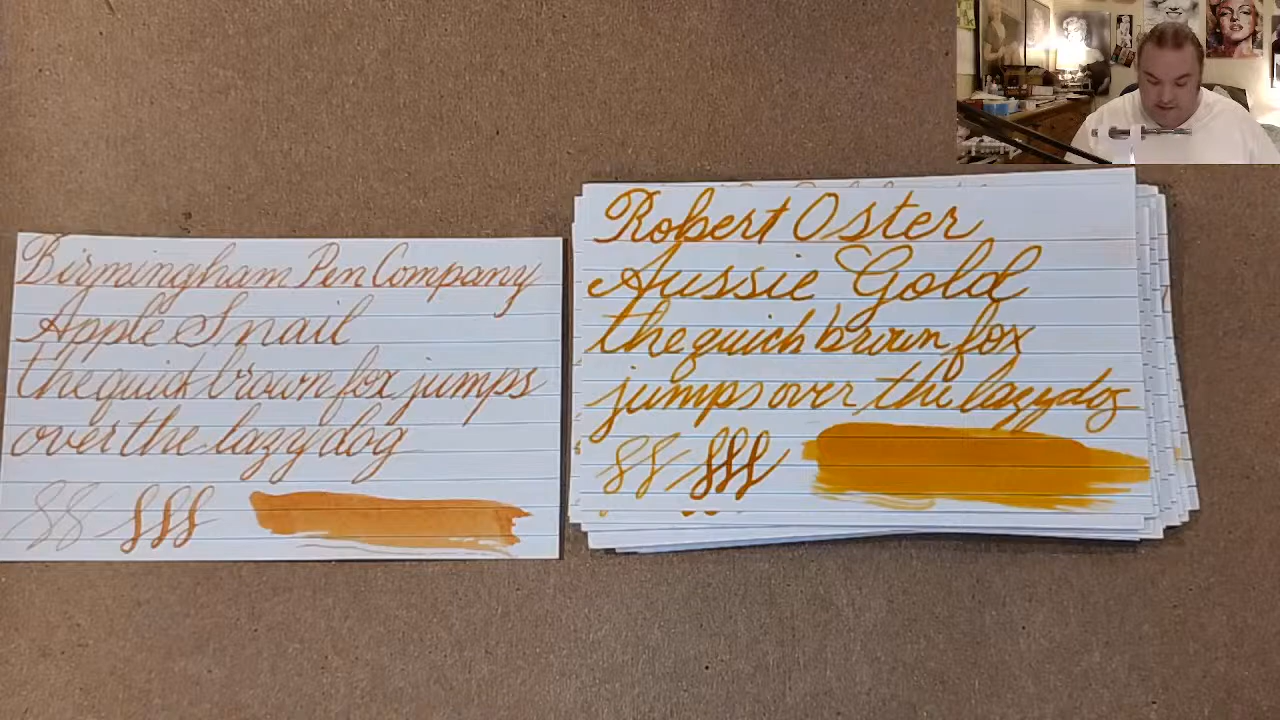 Birmingham Pen Company
Apple Snail
the quick brown fox jumps
over the lazy dog
Robert Oster
Aussie Gold
the quick brown fox
jumps over the lazy dog